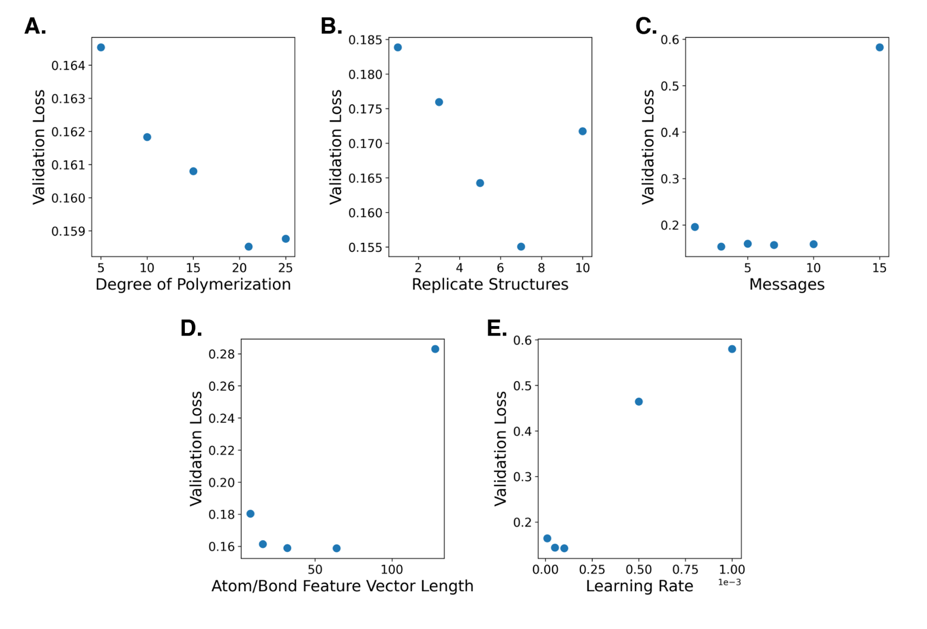 A.
Validation Loss
0.164
0.163
0.162
0.161
0.160
0.159
5 10 15 20 25
Degree of Polymerization
B.
Validation Loss
0.185
0.180
0.175
0.170
0.165
0.160
0.155
2 4 6 8 10
Replicate Structures
C.
Validation Loss
0.6
0.5
0.4
0.3
0.2
5 10 15
Messages
D.
Validation Loss
0.28
0.26
0.24
0.22
0.20
0.18
0.16
50 100
Atom/Bond Feature Vector Length
E.
Validation Loss
0.6
0.5
0.4
0.3
0.2
0.00 0.25 0.50 0.75 1.00
1e−3
Learning Rate